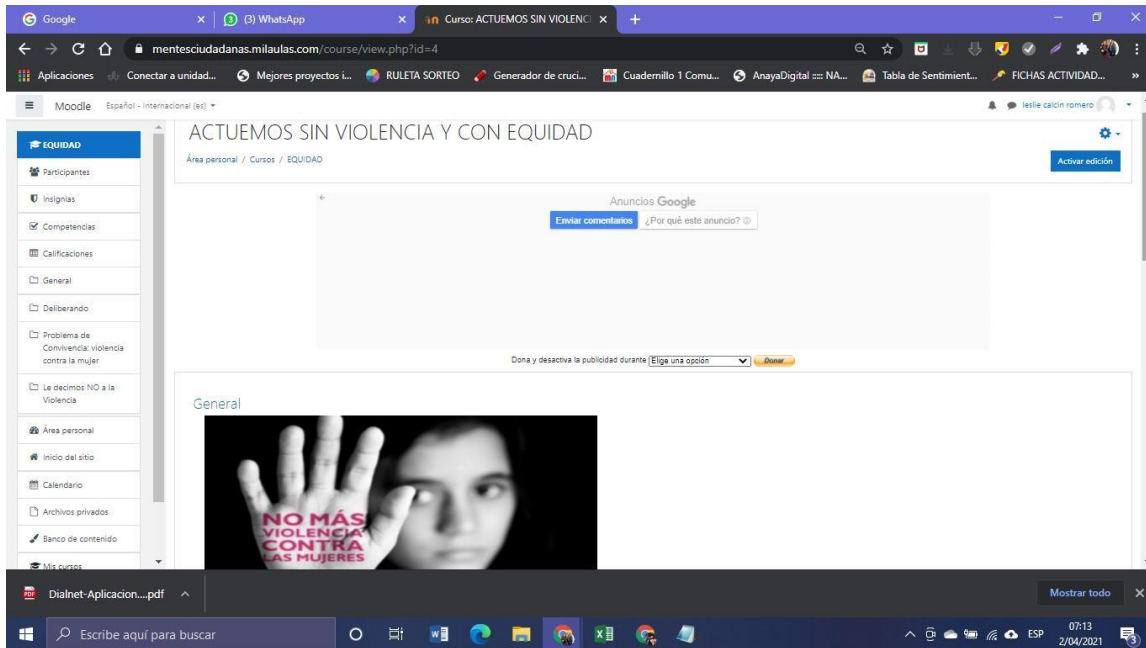 Google
(3) WhatsApp
Curso: ACTUEMOS SIN VIOLENCI
mentesciudadanas.milaulas.com/course/view.php?id=4
Aplicaciones Conectar a unidad... Mejores proyectos i... RULETA SORTEO Generador de cruci... Cuadernillo 1 Comu... AnayaDigital :::: NA... Tabla de Sentimient... FICHAS ACTIVIDAD... »
Moodle Español - Internacional (es) leslie calcin romero
EQUIDAD
Participantes
Insignias
Competencias
Calificaciones
General
Deliberando
Problema de
Convivencia: violencia
contra la mujer
Le decimos NO a la
Violencia
Área personal
Inicio del sitio
Calendario
Archivos privados
Banco de contenido
Mis cursos
ACTUEMOS SIN VIOLENCIA Y CON EQUIDAD
Área personal / Cursos / EQUIDAD
Activar edición
Anuncios Google
Enviar comentarios ¿Por qué este anuncio?
Dona y desactiva la publicidad durante Elige una opción Donar
General
NO MÁS
VIOLENCIA
CONTRA
LAS MUJERES
Dialnet-Aplicacion....pdf
Mostrar todo
Escribe aquí para buscar
ESP
07:13
2/04/2021
3